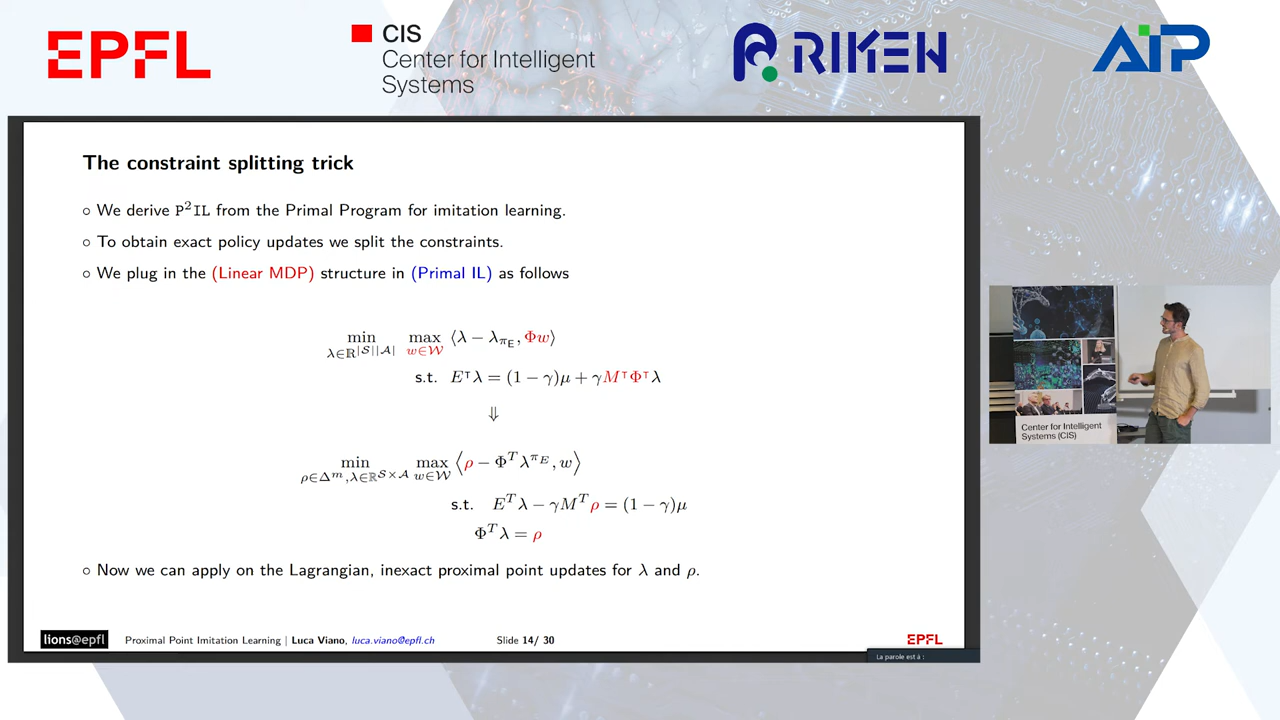 EPFL
CIS
Center for Intelligent
Systems
RIKEN
AIP
The constraint splitting trick
○ We derive P²IL from the Primal Program for imitation learning.
○ To obtain exact policy updates we split the constraints.
○ We plug in the (Linear MDP) structure in (Primal IL) as follows
min_{λ∈ℝ^{|S||A|}} max_{w∈W} ⟨λ − λ_{π_E}, Φw⟩
s.t. E^⊺λ = (1 − γ)μ + γM^⊺Φ^⊺λ
⇓
min_{ρ∈Δ^m, λ∈ℝ^{S×A}} max_{w∈W} ⟨ρ − Φ^T λ^{π_E}, w⟩
s.t. E^T λ − γM^T ρ = (1 − γ)μ
Φ^T λ = ρ
○ Now we can apply on the Lagrangian, inexact proximal point updates for λ and ρ.
lions@epfl Proximal Point Imitation Learning | Luca Viano, luca.viano@epfl.ch Slide 14/ 30 EPFL
La parole est à :
Center for Intelligent
Systems (CIS)